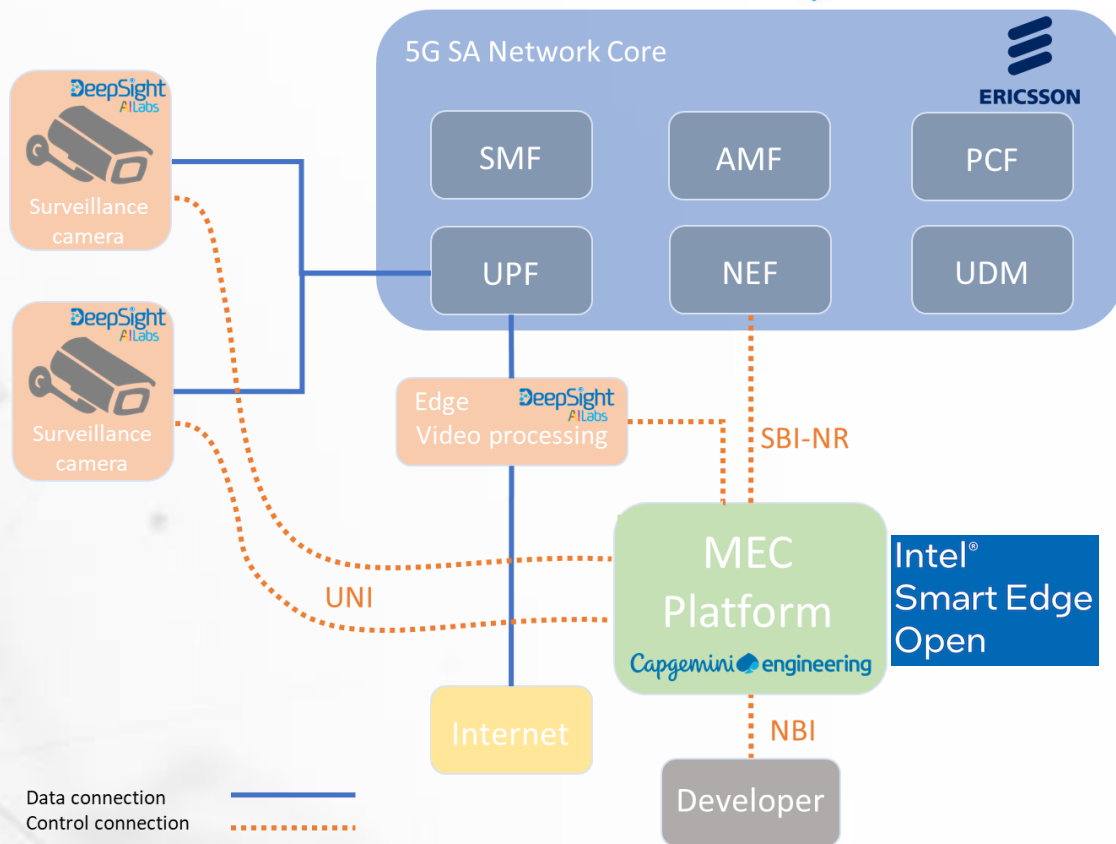 5G SA Network Core
ERICSSON
DeepSight
AI Labs
Surveillance
camera
SMF
AMF
PCF
UPF
NEF
UDM
DeepSight
AI Labs
Surveillance
camera
Edge
Video processing
DeepSight
AI Labs
SBI-NR
MEC
Platform
Capgemini engineering
Intel®
Smart Edge
Open
UNI
Internet
NBI
Developer
Data connection
Control connection